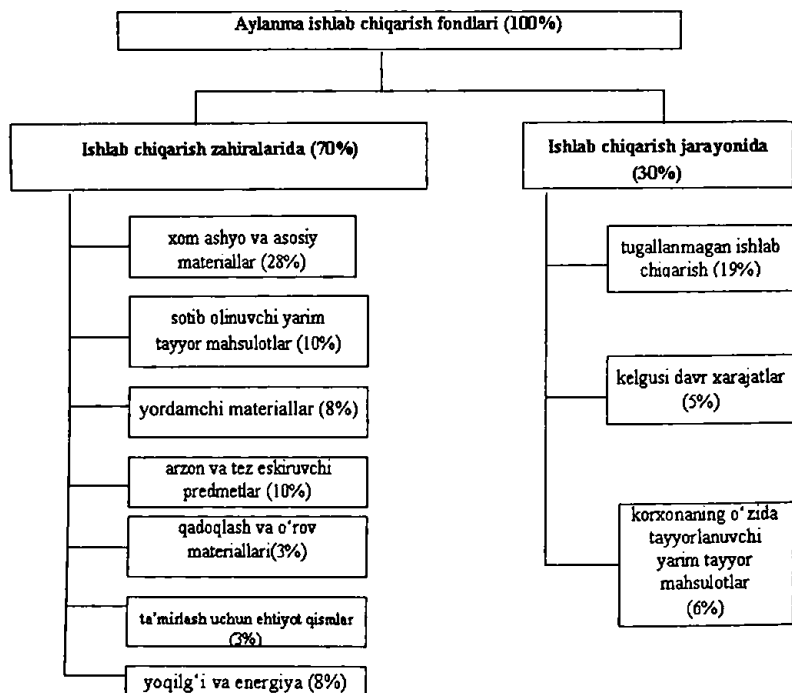 Aylanma ishlab chiqarish fondlari (100%)
Ishlab chiqarish zahiralarida (70%)
xom ashyo va asosiy
materiallar (28%)
sotib olinuvchi yarim
tayyor mahsulotlar (10%)
yordamchi materiallar (8%)
arzon va tez eskiruvchi
predmetlar (10%)
qadoqlash va o‘rov
materiallari(3%)
ta’mirlash uchun ehtiyot qismlar
(3%)
yoqilg‘i va energiya (8%)
Ishlab chiqarish jarayonida
(30%)
tugallanmagan ishlab
chiqarish (19%)
kelgusi davr xarajatlar
(5%)
korxonaning o‘zida
tayyorlanuvchi
yarim tayyor
mahsulotlar
(6%)